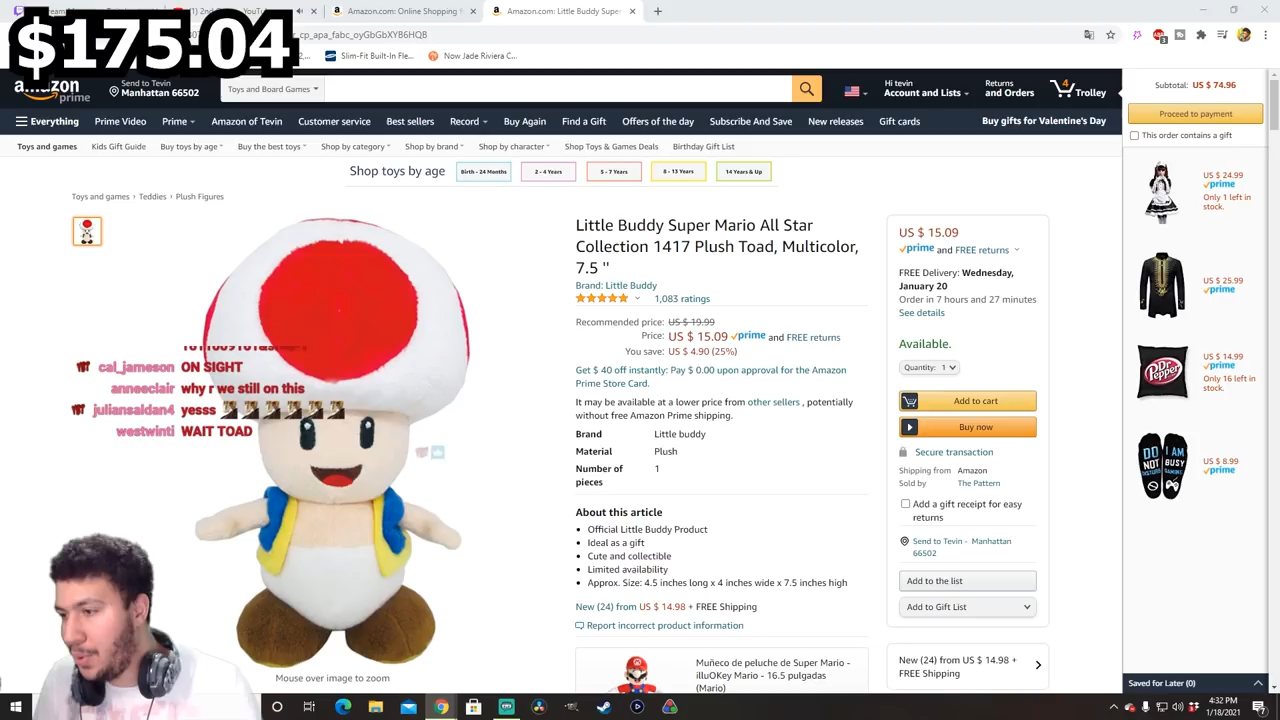 $175.04
Amazon.com: Online Shopping f
Amazon.com: Little Buddy Super
cp_apa_fabc_oyGbGbXYB6HQB
Slim-Fit Built-In Fle...
Now Jade Riviera C...
amazon prime
Send to Tevin
Manhattan 66502
Toys and Board Games
Hi tevin
Account and Lists
Returns
and Orders
4
Trolley
Everything
Prime Video
Prime
Amazon of Tevin
Customer service
Best sellers
Record
Buy Again
Find a Gift
Offers of the day
Subscribe And Save
New releases
Gift cards
Buy gifts for Valentine's Day
Toys and games
Kids Gift Guide
Buy toys by age
Buy the best toys
Shop by category
Shop by brand
Shop by character
Shop Toys & Games Deals
Birthday Gift List
Shop toys by age
Birth - 24 Months
2 - 4 Years
5 - 7 Years
8 - 13 Years
14 Years & Up
Toys and games › Teddies › Plush Figures
cal_jameson ON SIGHT
anneeclair why r we still on this
juliansaldan4 yesss
westwinti WAIT TOAD
Mouse over image to zoom
Little Buddy Super Mario All Star
Collection 1417 Plush Toad, Multicolor,
7.5 "
Brand: Little Buddy
1,083 ratings
Recommended price: US $ 19.99
Price: US $ 15.09 prime and FREE returns
You save: US $ 4.90 (25%)
Get $ 40 off instantly: Pay $ 0.00 upon approval for the Amazon
Prime Store Card.
It may be available at a lower price from other sellers , potentially
without free Amazon Prime shipping.
Brand Little buddy
Material Plush
Number of 1
pieces
About this article
• Official Little Buddy Product
• Ideal as a gift
• Cute and collectible
• Limited availability
• Approx. Size: 4.5 inches long x 4 inches wide x 7.5 inches high
New (24) from US $ 14.98 + FREE Shipping
Report incorrect product information
Muñeco de peluche de Super Mario -
illuOKey Mario - 16.5 pulgadas
(Mario)
US $ 15.09
prime and FREE returns
FREE Delivery: Wednesday,
January 20
Order in 7 hours and 27 minutes
See details
Available.
Quantity: 1
Add to cart
Buy now
Secure transaction
Shipping from Amazon
Sold by The Pattern
Add a gift receipt for easy
returns
Send to Tevin - Manhattan
66502
Add to the list
Add to Gift List
New (24) from US $ 14.98 +
FREE Shipping
Subtotal: US $ 74.96
Proceed to payment
This order contains a gift
US $ 24.99
prime
Only 1 left in
stock.
US $ 25.99
prime
Dr Pepper
US $ 14.99
prime
Only 16 left in
stock.
DO NOT DISTURB
I AM BUSY GAMING
US $ 8.99
prime
Saved for Later (0)
4:32 PM
1/18/2021